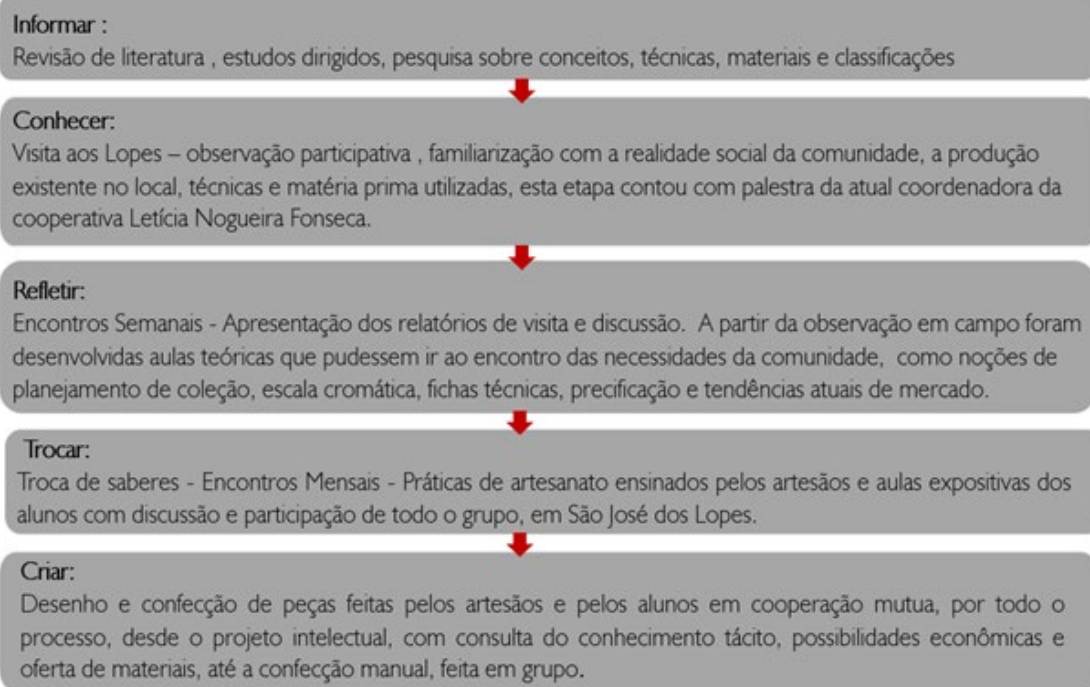 Informar :
Revisão de literatura , estudos dirigidos, pesquisa sobre conceitos, técnicas, materiais e classificações
Conhecer:
Visita aos Lopes – observação participativa , familiarização com a realidade social da comunidade, a produção
existente no local, técnicas e matéria prima utilizadas, esta etapa contou com palestra da atual coordenadora da
cooperativa Letícia Nogueira Fonseca.
Refletir:
Encontros Semanais - Apresentação dos relatórios de visita e discussão. A partir da observação em campo foram
desenvolvidas aulas teóricas que pudessem ir ao encontro das necessidades da comunidade, como noções de
planejamento de coleção, escala cromática, fichas técnicas, precificação e tendências atuais de mercado.
Trocar:
Troca de saberes - Encontros Mensais - Práticas de artesanato ensinados pelos artesãos e aulas expositivas dos
alunos com discussão e participação de todo o grupo, em São José dos Lopes.
Criar:
Desenho e confecção de peças feitas pelos artesãos e pelos alunos em cooperação mutua, por todo o
processo, desde o projeto intelectual, com consulta do conhecimento tácito, possibilidades econômicas e
oferta de materiais, até a confecção manual, feita em grupo.